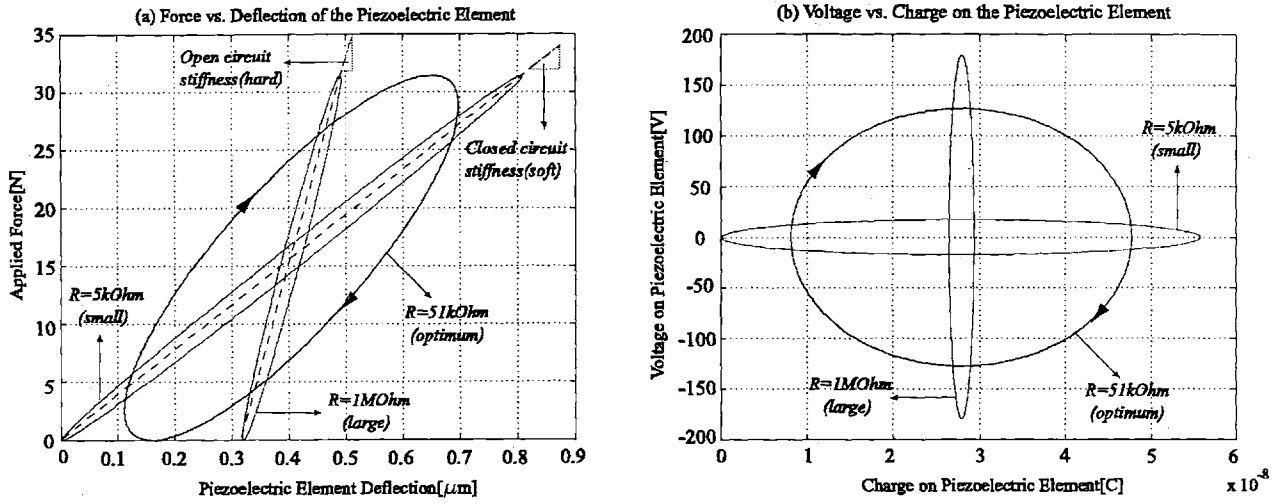 (a) Force vs. Deflection of the Piezoelectric Element
35
30
25
20
15
10
5
0
Applied Force[N]
Open circuit
stiffness(hard)
Closed circuit
stiffness(soft)
R=5kOhm
(small)
R=51kOhm
(optimum)
R=1MOhm
(large)
0
0.1
0.2
0.3
0.4
0.5
0.6
0.7
0.8
0.9
Piezoelectric Element Deflection[μm]
(b) Voltage vs. Charge on the Piezoelectric Element
200
150
100
50
0
-50
-100
-150
-200
Voltage on Piezoelectric Element[V]
R=5kOhm
(small)
R=1MOhm
(large)
R=51kOhm
(optimum)
0
1
2
3
4
5
6
x 10⁻⁸
Charge on Piezoelectric Element[C]